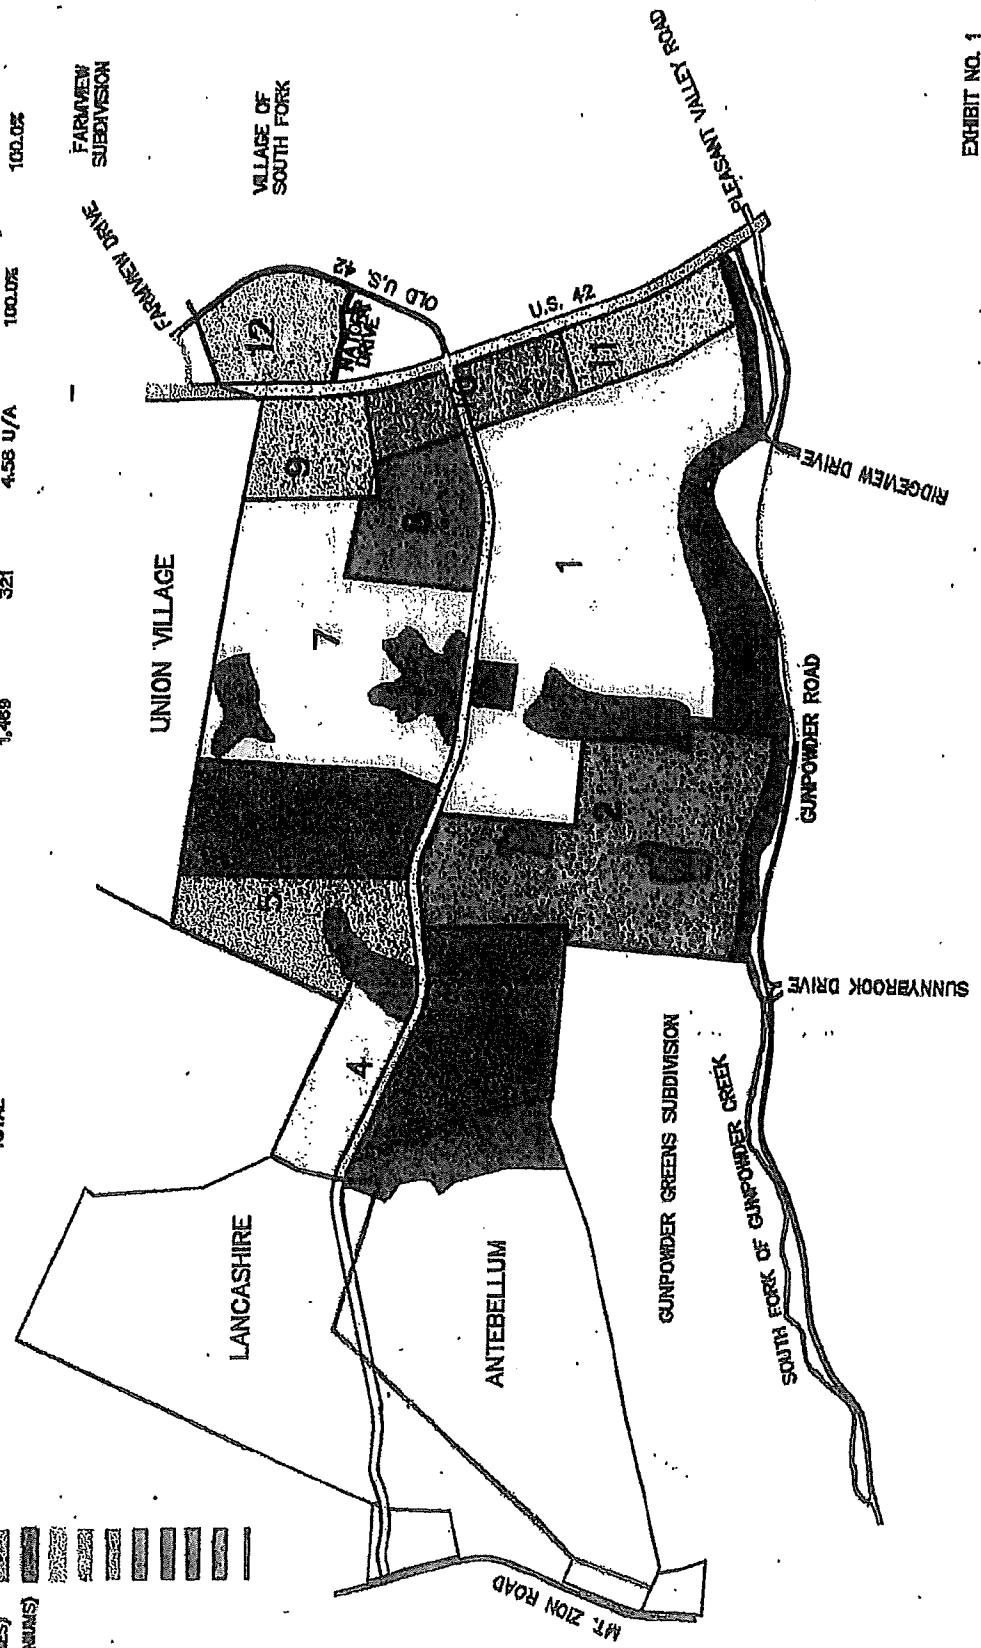 ES)
NIUMS)
TOTAL
1,469
321
4.58 U/A
100.0%
100.0%
FARMVIEW
SUBDIVISION
VILLAGE OF
SOUTH FORK
FARMVIEW DRIVE
UNION VILLAGE
12
MAJOR
DRIVE
OLD U.S. 42
U.S. 42
PLEASANT VALLEY ROAD
9
11
8
7
1
5
4
2
LANCASHIRE
ANTEBELLUM
GUNPOWDER GREENS SUBDIVISION
GUNPOWDER ROAD
RIDGEVIEW DRIVE
SUNNYBROOK DRIVE
SOUTH FORK OF GUNPOWDER CREEK
MT. ZION ROAD
EXHIBIT NO. 1